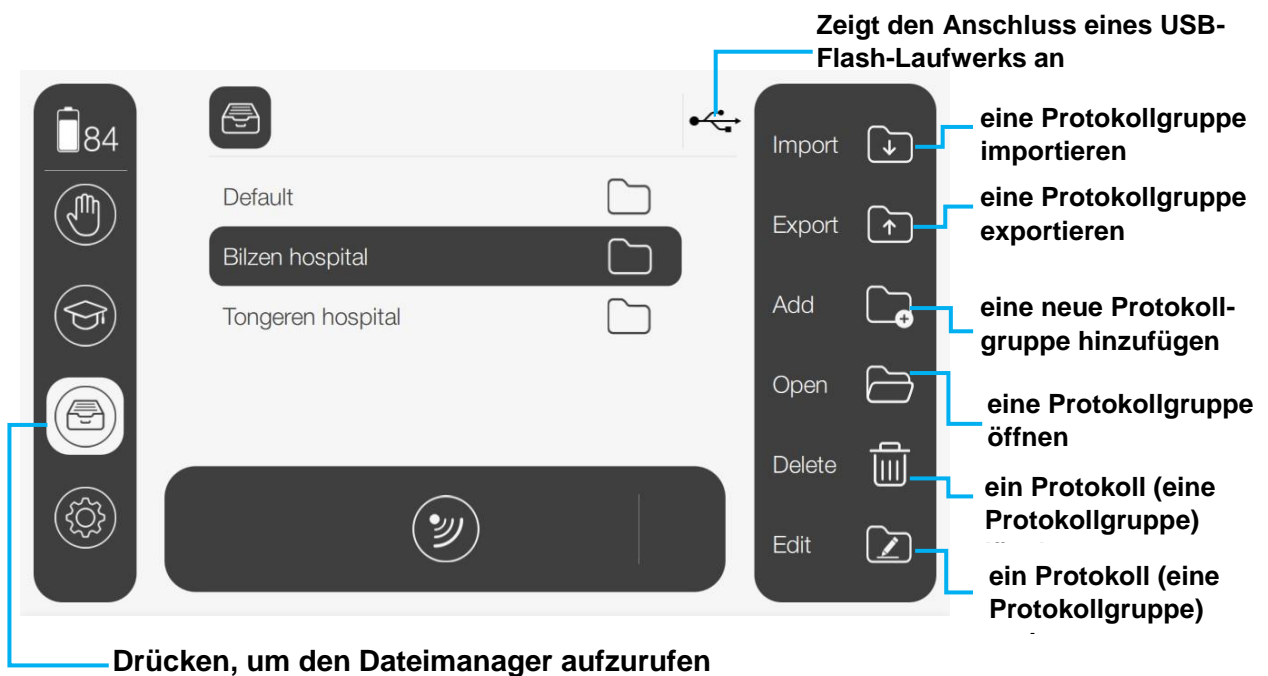 Zeigt den Anschluss eines USB-
Flash-Laufwerks an
84
Default
Bilzen hospital
Tongeren hospital
Import
eine Protokollgruppe
importieren
Export
eine Protokollgruppe
exportieren
Add
eine neue Protokoll-
gruppe hinzufügen
Open
eine Protokollgruppe
öffnen
Delete
ein Protokoll (eine
Protokollgruppe)
Edit
ein Protokoll (eine
Protokollgruppe)
Drücken, um den Dateimanager aufzurufen